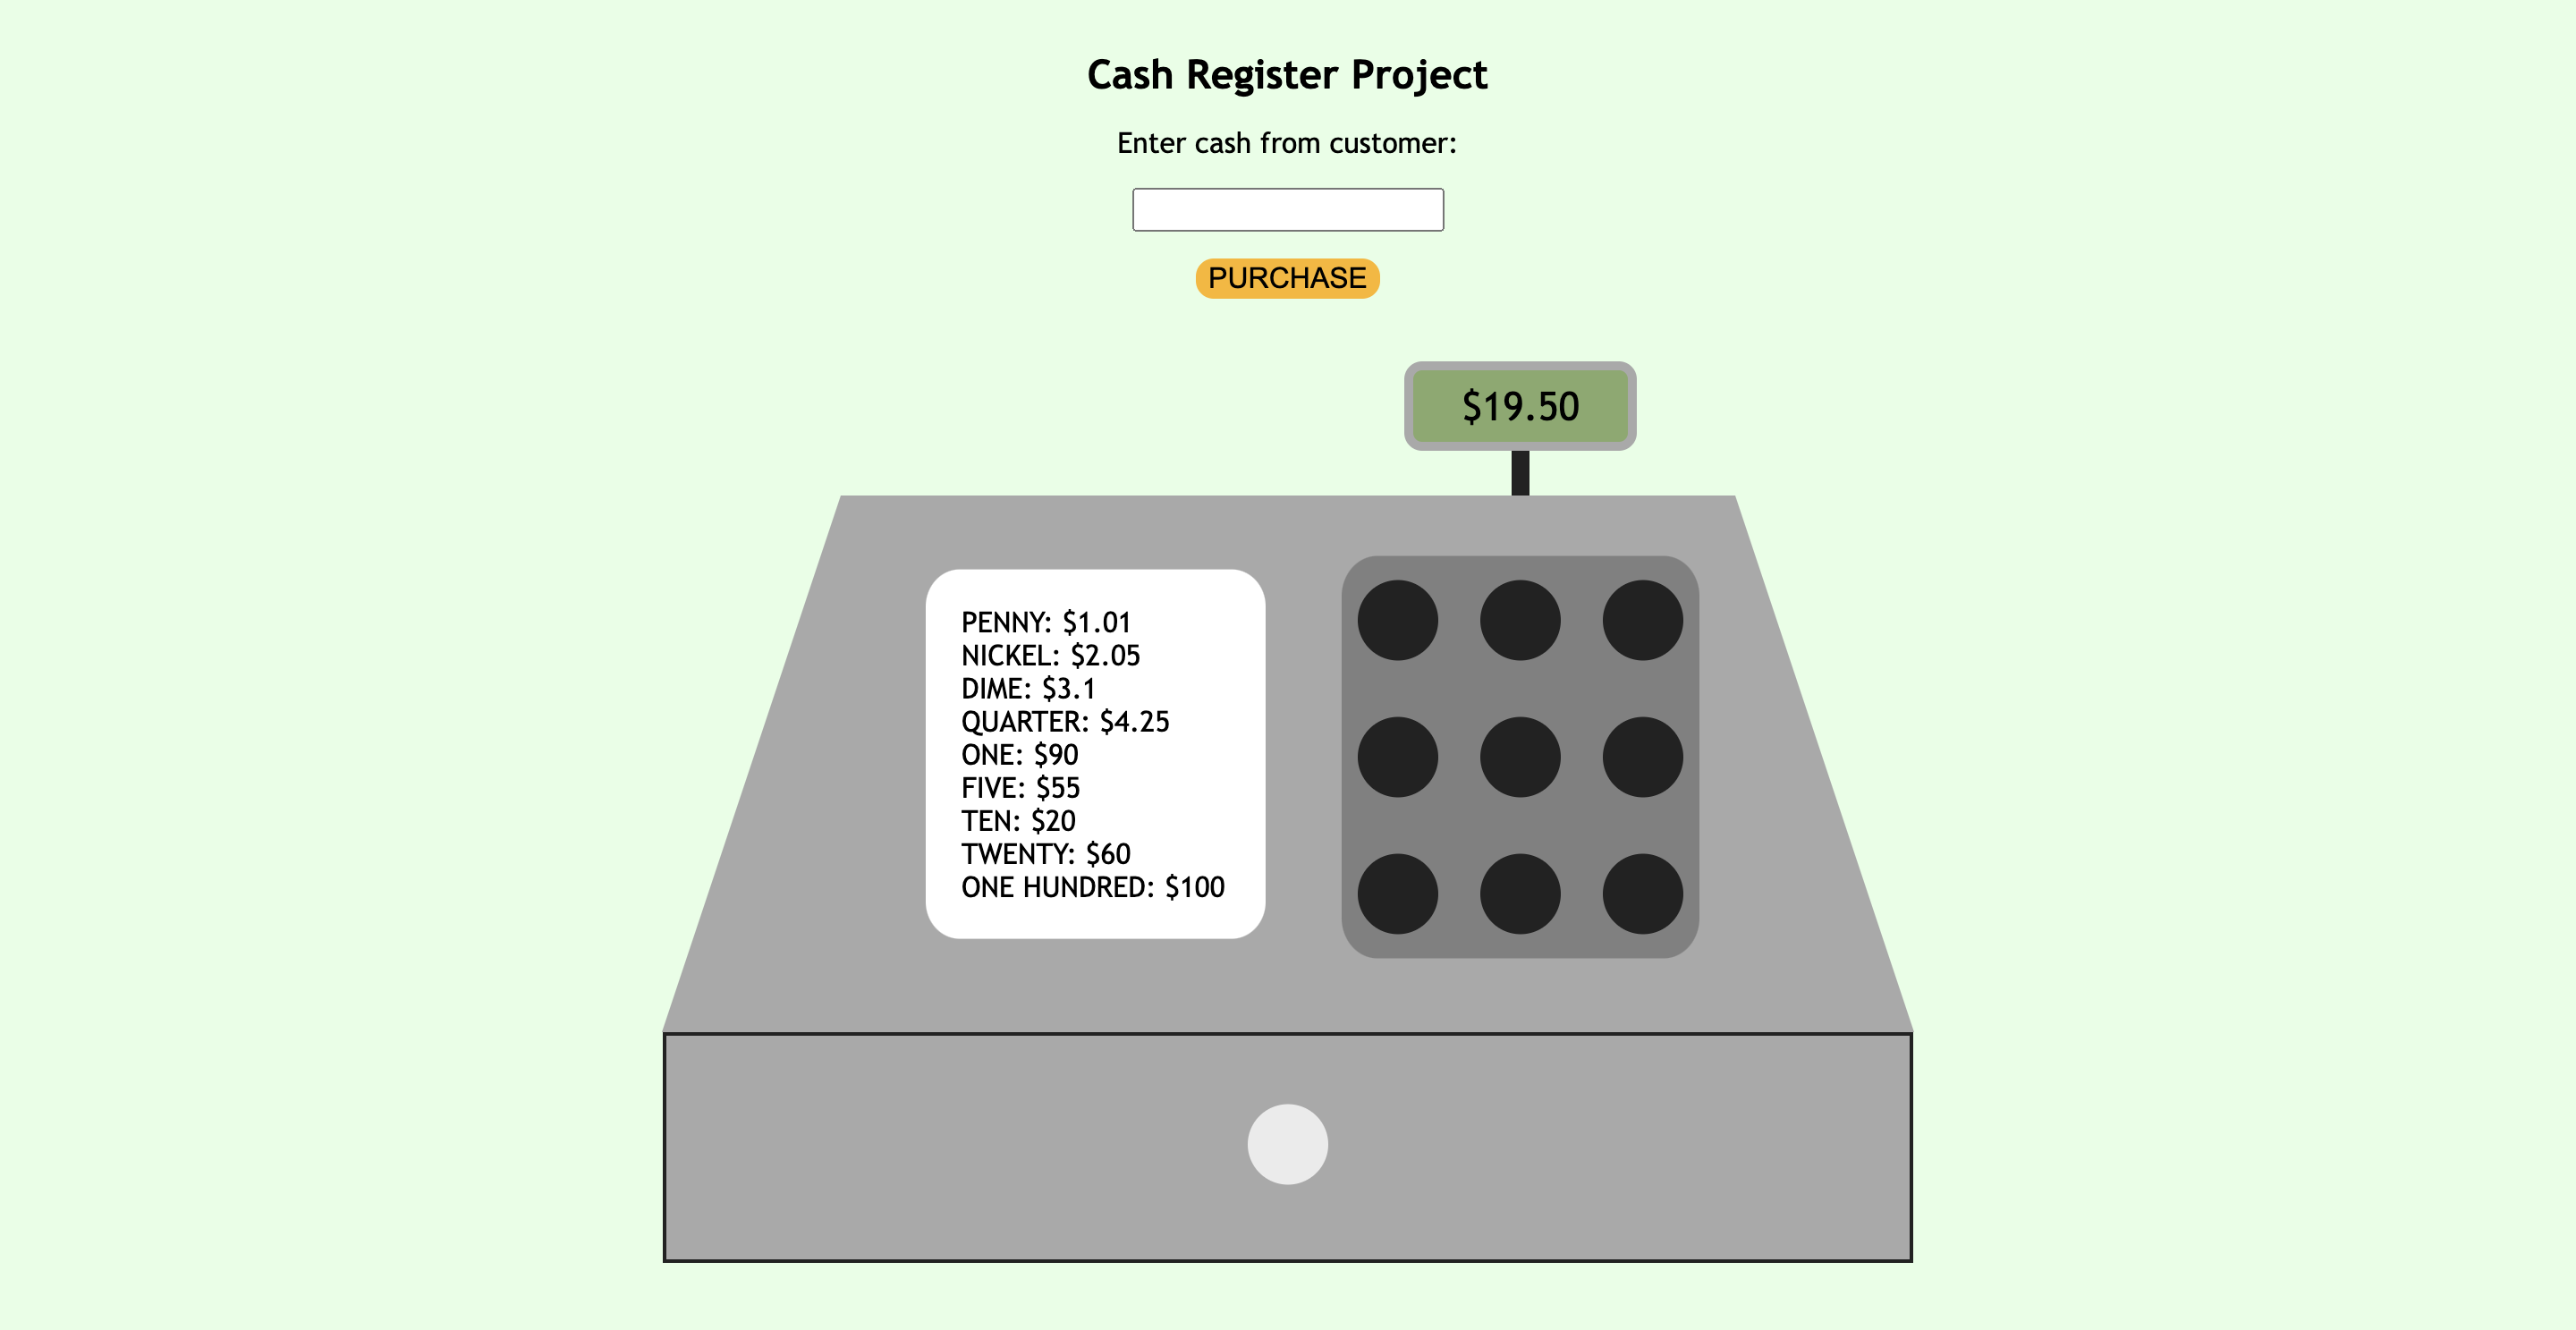 Cash Register Project
Enter cash from customer:
PURCHASE
$19.50
PENNY: $1.01
NICKEL: $2.05
DIME: $3.1
QUARTER: $4.25
ONE: $90
FIVE: $55
TEN: $20
TWENTY: $60
ONE HUNDRED: $100